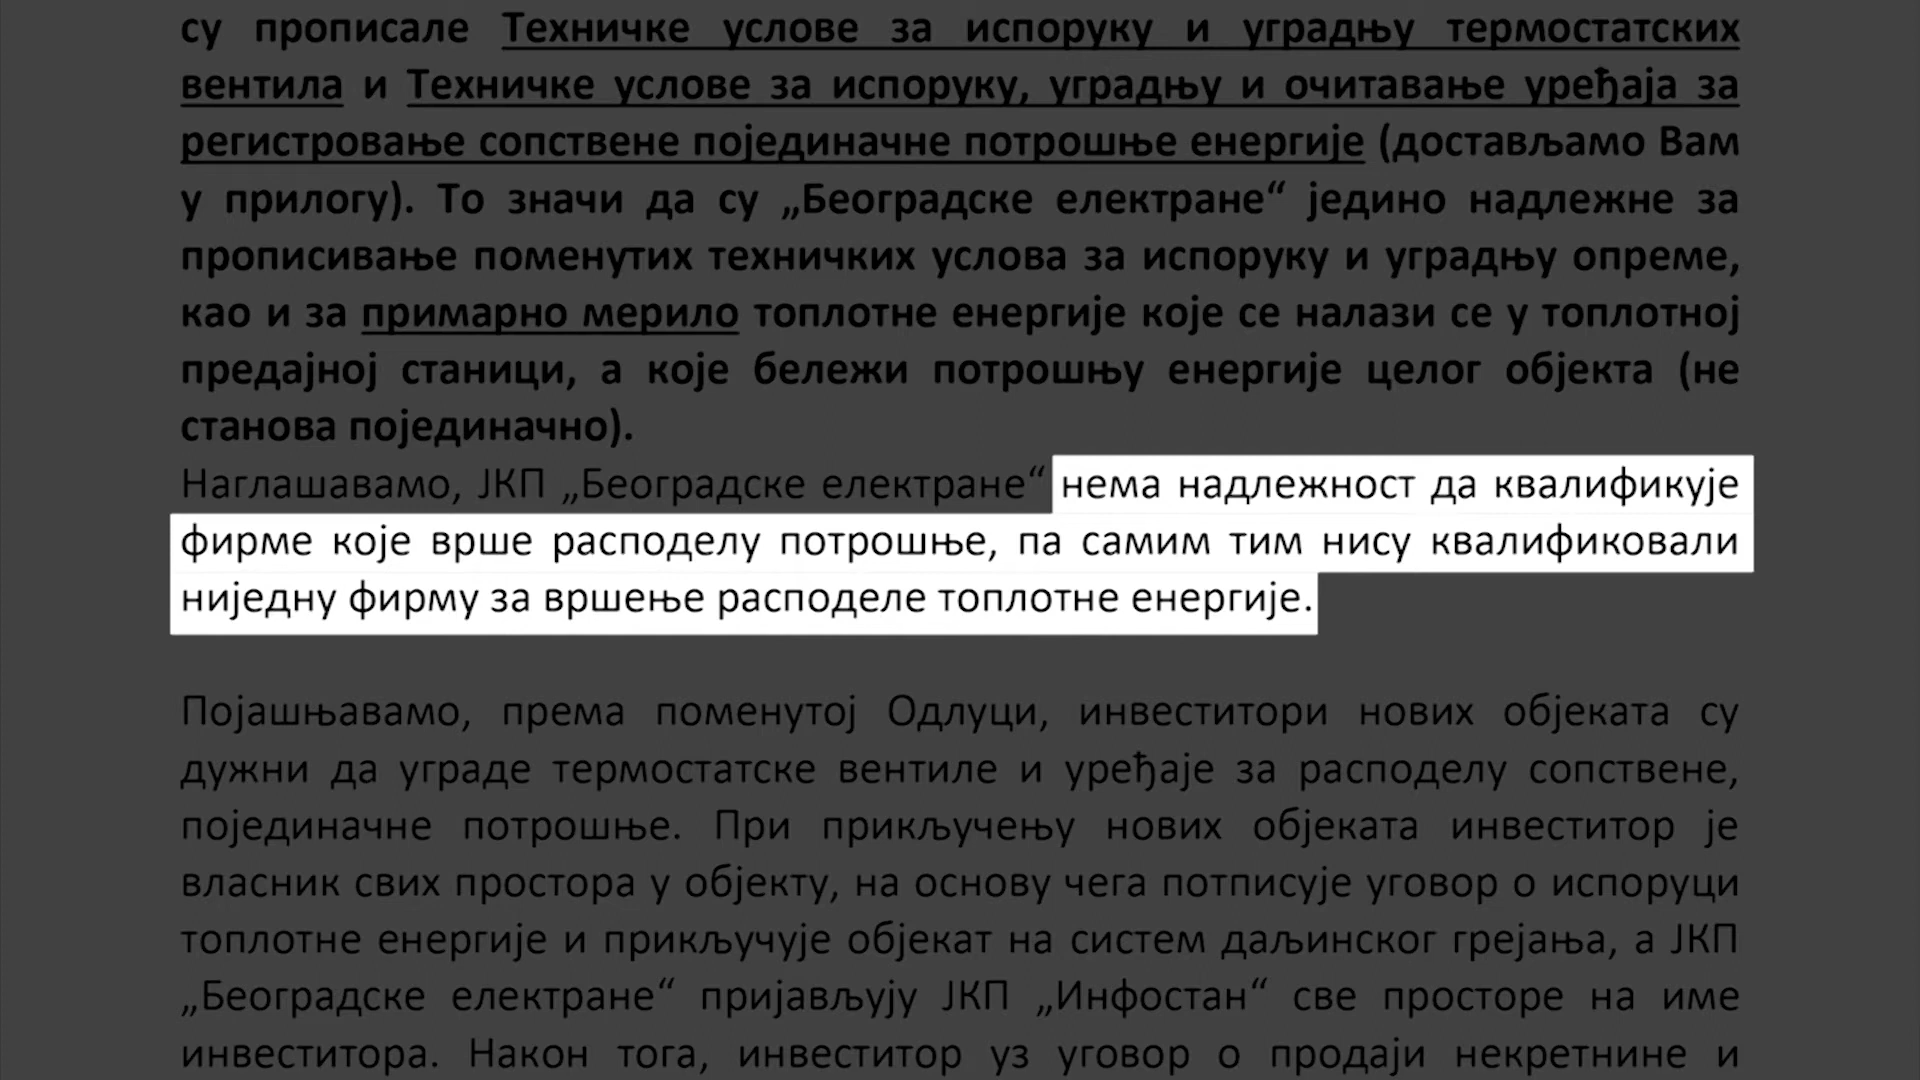 су прописале Техничке услове за испоруку и уградњу термостатских
вентила и Техничке услове за испоруку, уградњу и очитавање уређаја за
регистровање сопствене појединачне потрошње енергије (достављамо Вам
у прилогу). То значи да су „Београдске електране“ једино надлежне за
прописивање поменутих техничких услова за испоруку и уградњу опреме,
као и за примарно мерило топлотне енергије које се налази се у топлотној
предајној станици, а које бележи потрошњу енергије целог објекта (не
станова појединачно).
Наглашавамо, ЈКП „Београдске електране“ нема надлежност да квалификује
фирме које врше расподелу потрошње, па самим тим нису квалификовали
ниједну фирму за вршење расподеле топлотне енергије.
Појашњавамо, према поменутој Одлуци, инвеститори нових објеката су
дужни да уграде термостатске вентиле и уређаје за расподелу сопствене,
појединачне потрошње. При прикључењу нових објеката инвеститор је
власник свих простора у објекту, на основу чега потписује уговор о испоруци
топлотне енергије и прикључује објекат на систем даљинског грејања, а ЈКП
„Београдске електране“ пријављују ЈКП „Инфостан“ све просторе на име
инвеститора. Након тога, инвеститор уз уговор о продаји некретнине и